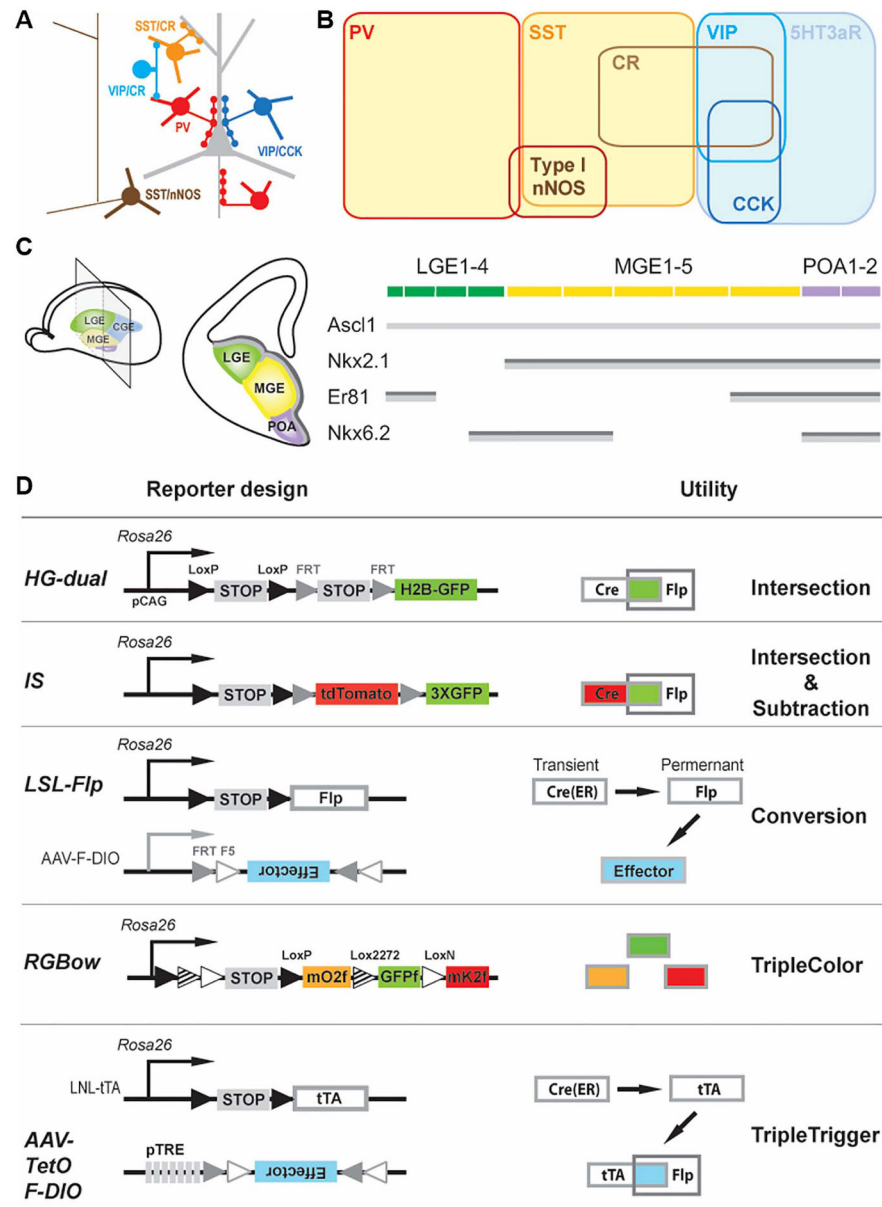 A
SST/CR
VIP/CR
PV
VIP/CCK
SST/nNOS
B
PV
SST
VIP
5HT3aR
CR
Type I
nNOS
CCK
C
LGE
CGE
MGE
LGE
MGE
POA
LGE1-4
MGE1-5
POA1-2
Ascl1
Nkx2.1
Er81
Nkx6.2
D
Reporter design
Utility
Rosa26
HG-dual
LoxP
LoxP
FRT
FRT
STOP
STOP
H2B-GFP
pCAG
Cre
Flp
Intersection
Rosa26
IS
STOP
tdTomato
3XGFP
Cre
Flp
Intersection
&
Subtraction
Rosa26
LSL-Flp
STOP
Flp
AAV-F-DIO
FRT F5
Effector
Transient
Permernant
Cre(ER)
Flp
Effector
Conversion
Rosa26
RGBow
LoxP
Lox2272
LoxN
STOP
mO2f
GFPf
mK2f
TripleColor
Rosa26
LNL-tTA
STOP
tTA
Cre(ER)
tTA
AAV-
TetO
F-DIO
pTRE
Effector
tTA
Flp
TripleTrigger